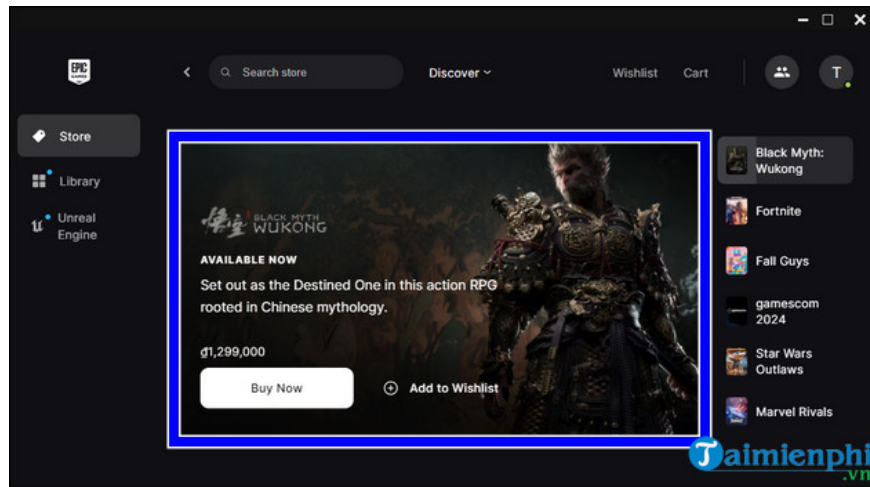 EPIC
GAMES
Search store
Discover
Wishlist
Cart
T
Store
Library
Unreal
Engine
悟空 BLACK MYTH
WUKONG
AVAILABLE NOW
Set out as the Destined One in this action RPG
rooted in Chinese mythology.
₫1,299,000
Buy Now
Add to Wishlist
Black Myth:
Wukong
Fortnite
Fall Guys
gamescom
2024
Star Wars
Outlaws
Marvel Rivals
Taimienphi
.vn